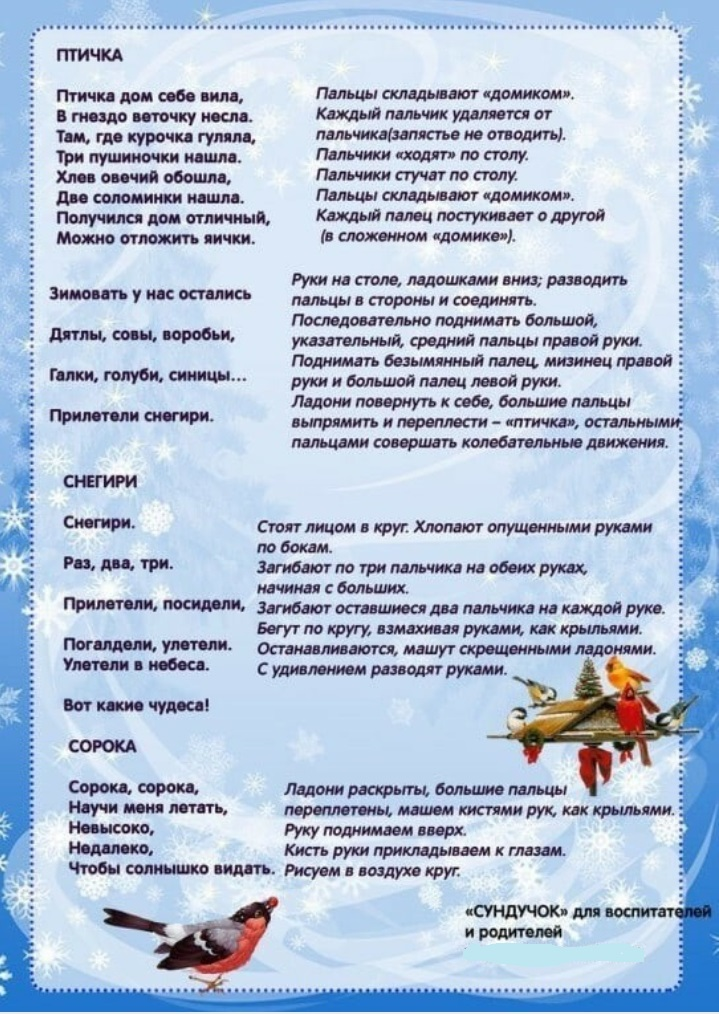 ПТИЧКА
Птичка дом себе вила,
В гнездо веточку несла.
Там, где курочка гуляла,
Три пушиночки нашла.
Хлев овечий обошла,
Две соломинки нашла.
Получился дом отличный,
Можно отложить яички.
Пальцы складывают «домиком».
Каждый пальчик удаляется от
пальчика(запястье не отводить).
Пальчики «ходят» по столу.
Пальчики стучат по столу.
Пальцы складывают «домиком».
Каждый палец постукивает о другой
(в сложенном «домике»).
Зимовать у нас остались
Дятлы, совы, воробьи,
Галки, голуби, синицы...
Прилетели снегири.
Руки на столе, ладошками вниз; разводить
пальцы в стороны и соединять.
Последовательно поднимать большой,
указательный, средний пальцы правой руки.
Поднимать безымянный палец, мизинец правой
руки и большой палец левой руки.
Ладони повернуть к себе, большие пальцы
выпрямить и переплести – «птичка», остальными
пальцами совершать колебательные движения.
СНЕГИРИ
Снегири.
Раз, два, три.
Прилетели, посидели,
Погалдели, улетели.
Улетели в небеса.
Вот какие чудеса!
Стоят лицом в круг. Хлопают опущенными руками
по бокам.
Загибают по три пальчика на обеих руках,
начиная с больших.
Загибают оставшиеся два пальчика на каждой руке.
Бегут по кругу, взмахивая руками, как крыльями.
Останавливаются, машут скрещенными ладонями.
С удивлением разводят руками.
СОРОКА
Сорока, сорока,
Научи меня летать,
Невысоко,
Недалеко,
Чтобы солнышко видать.
Ладони раскрыты, большие пальцы
переплетены, машем кистями рук, как крыльями.
Руку поднимаем вверх.
Кисть руки прикладываем к глазам.
Рисуем в воздухе круг.
«СУНДУЧОК» для воспитателей
и родителей